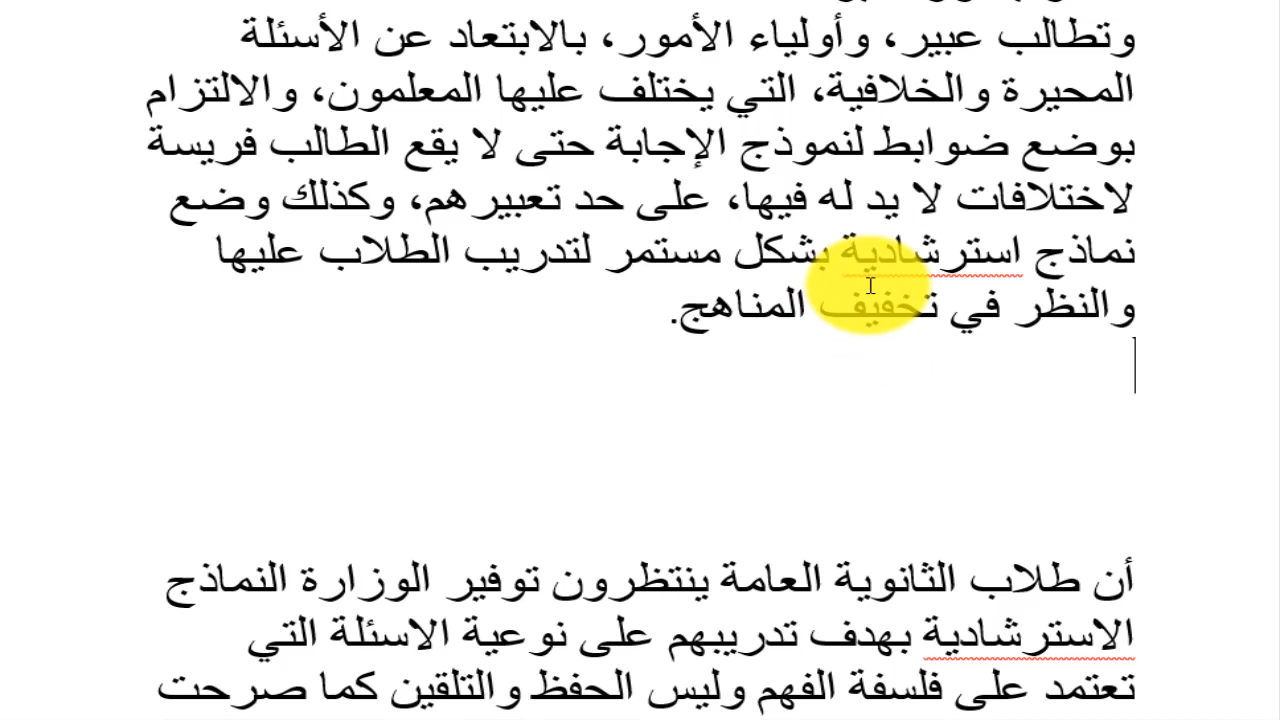 وتطالب عبير، وأولياء الأمور، بالابتعاد عن الأسئلة
المحيرة والخلافية، التي يختلف عليها المعلمون، والالتزام
بوضع ضوابط لنموذج الإجابة حتى لا يقع الطالب فريسة
لاختلافات لا يد له فيها، على حد تعبيرهم، وكذلك وضع
نماذج استرشادية بشكل مستمر لتدريب الطلاب عليها
والنظر في تخفيف المناهج.
أن طلاب الثانوية العامة ينتظرون توفير الوزارة النماذج
الاسترشادية بهدف تدريبهم على نوعية الاسئلة التي
تعتمد على فلسفة الفهم وليس الحفظ والتلقين كما صرحت